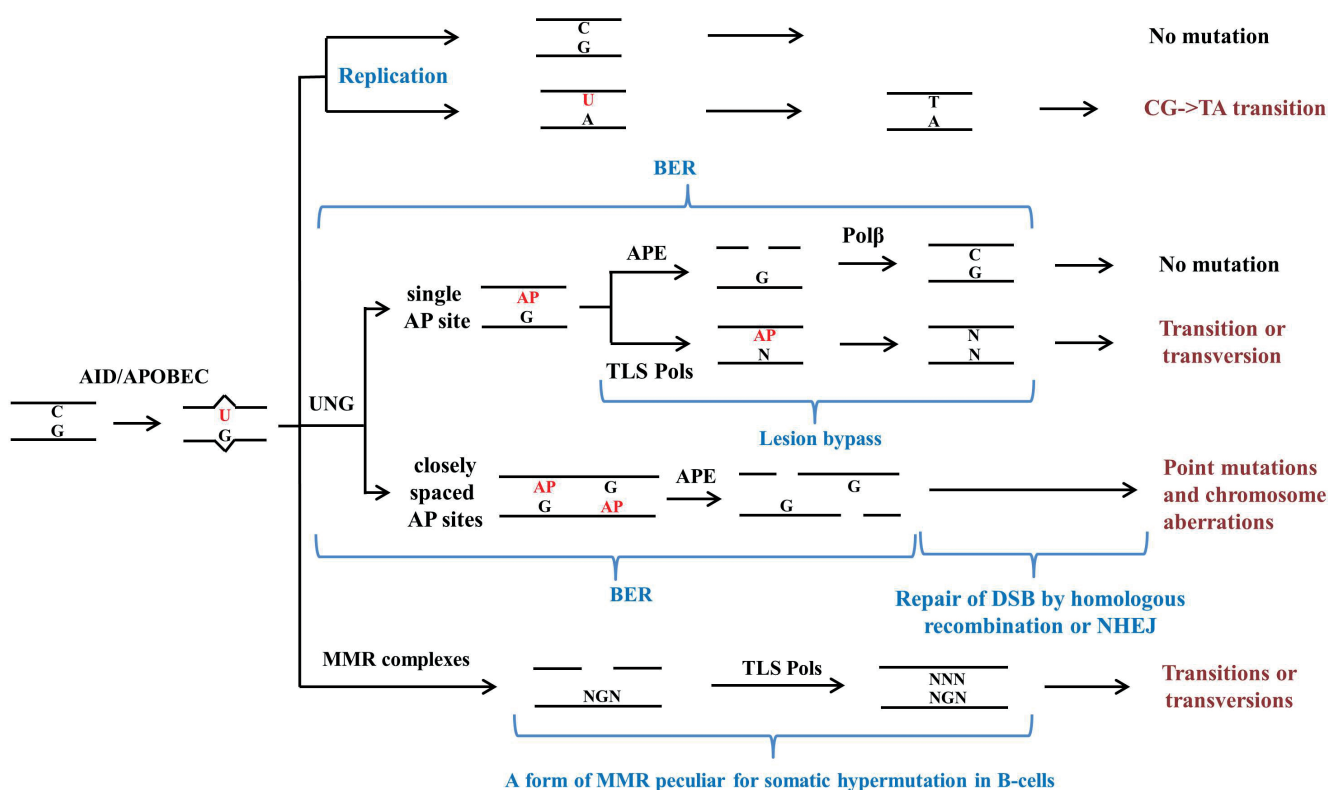 C
G
No mutation
Replication
U
A
T
A
CG->TA transition
BER
APE
G
Polβ
C
G
No mutation
single
AP site
AP
G
TLS Pols
AP
N
N
N
Transition or
transversion
Lesion bypass
AID/APOBEC
C
G
U
G
UNG
closely
spaced
AP sites
AP G
G AP
APE
G
G
Point mutations
and chromosome
aberrations
BER
Repair of DSB by homologous
recombination or NHEJ
MMR complexes
NGN
TLS Pols
NNN
NGN
Transitions or
transversions
A form of MMR peculiar for somatic hypermutation in B-cells